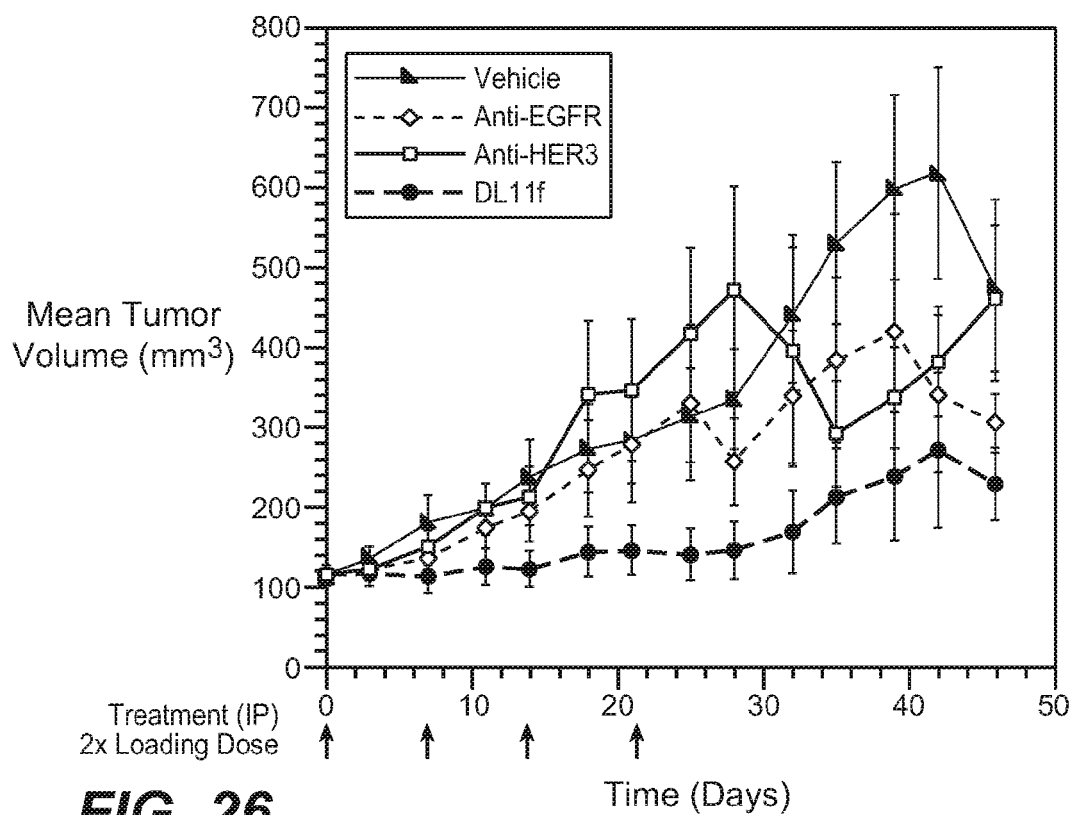 800
700
600
500
400
300
200
100
0
Mean Tumor
Volume (mm3)
Vehicle
Anti-EGFR
Anti-HER3
DL11f
0 10 20 30 40 50
Treatment (IP)
2x Loading Dose
Time (Days)
FIG. 26